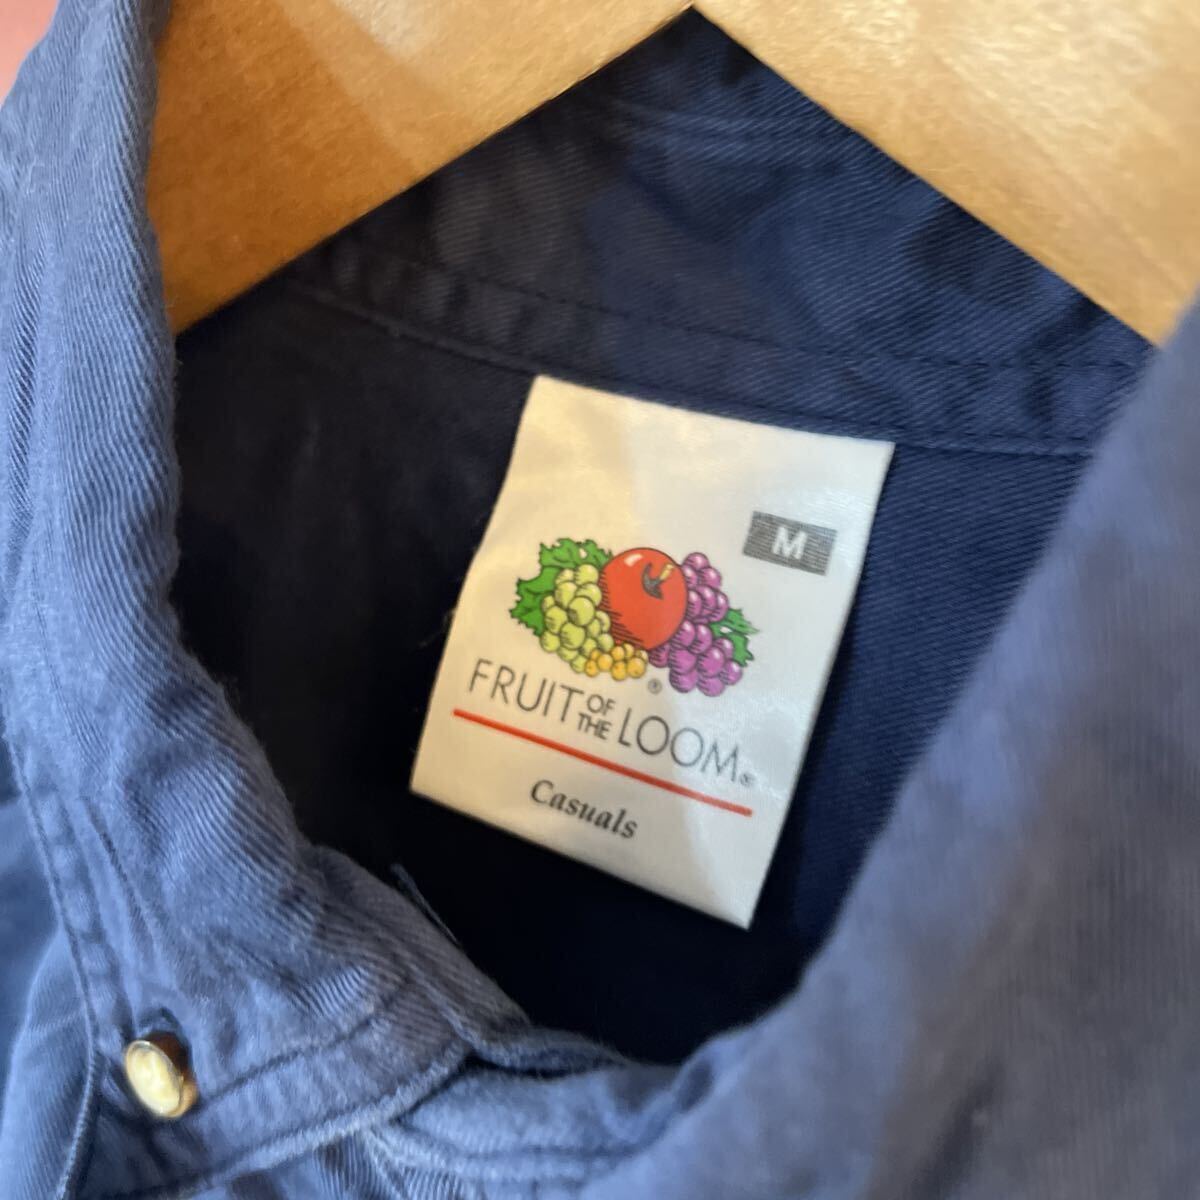 M
®
FRUIT OF THE LOOM®
Casuals